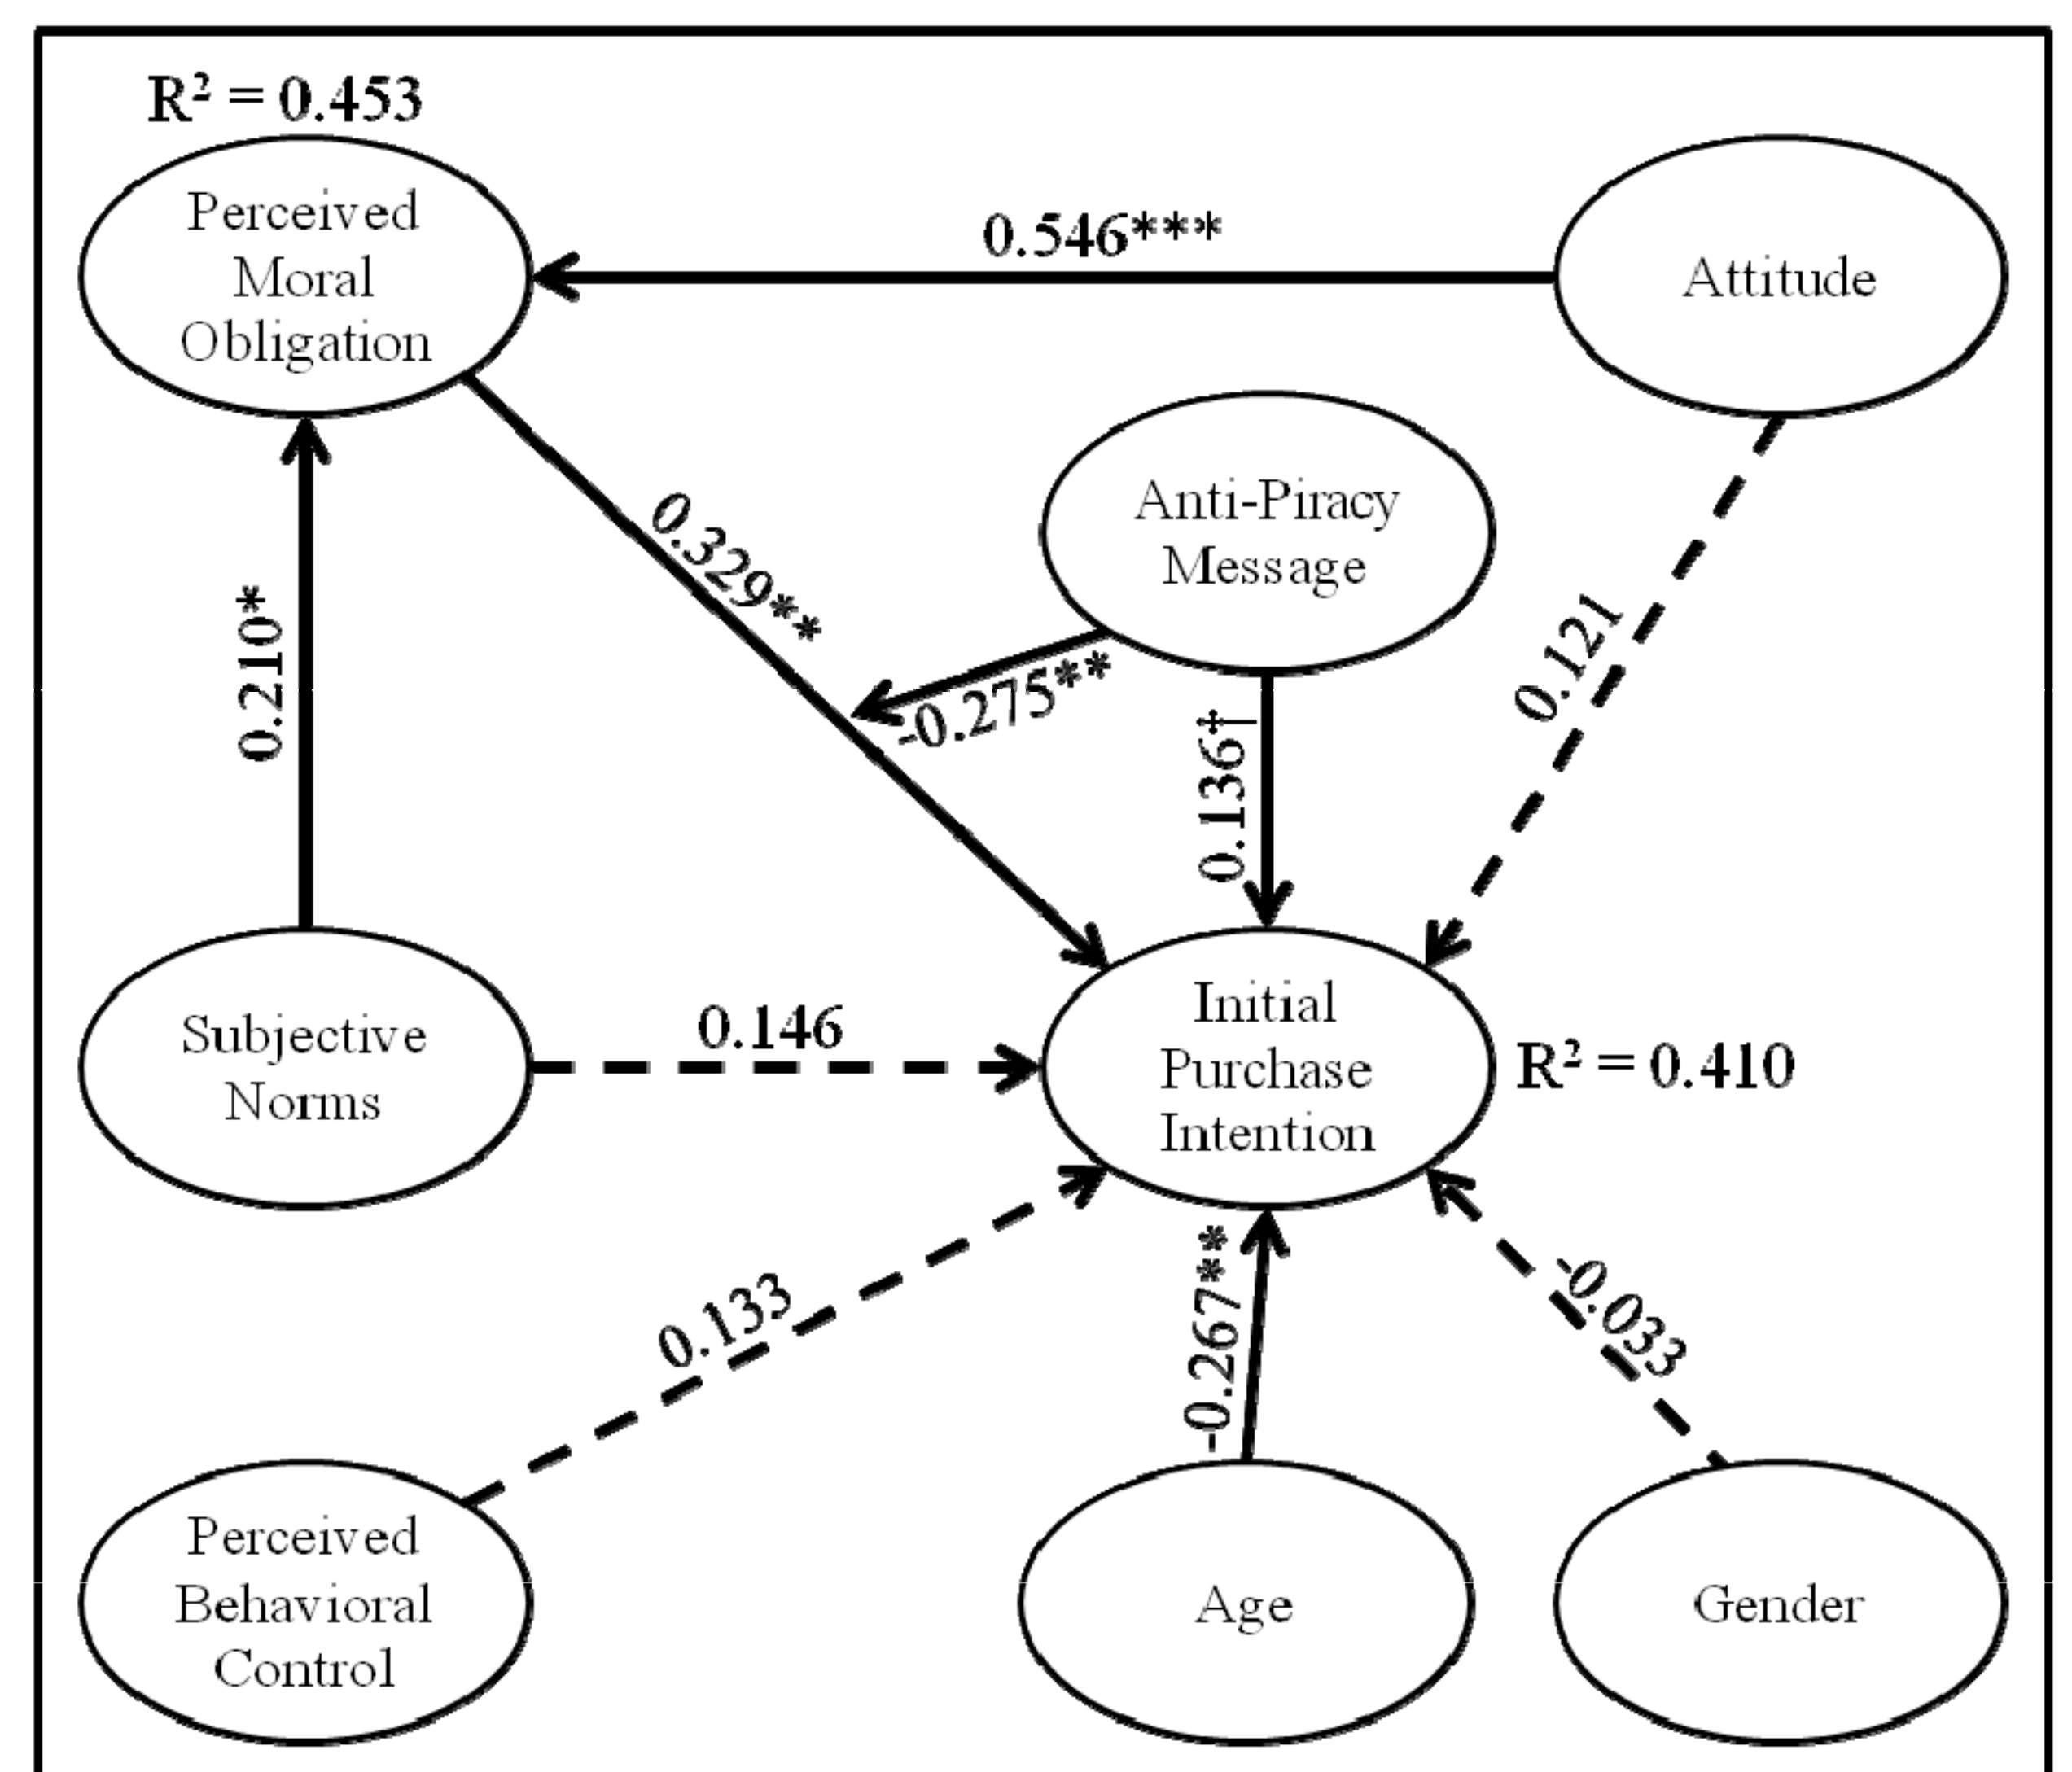 R² = 0.453
Perceived
Moral
Obligation
0.546***
Attitude
Anti-Piracy
Message
0.329**
-0.275**
0.210*
0.136†
0.121
Subjective
Norms
0.146
Initial
Purchase
Intention
R² = 0.410
0.133
-0.267**
-0.033
Perceived
Behavioral
Control
Age
Gender